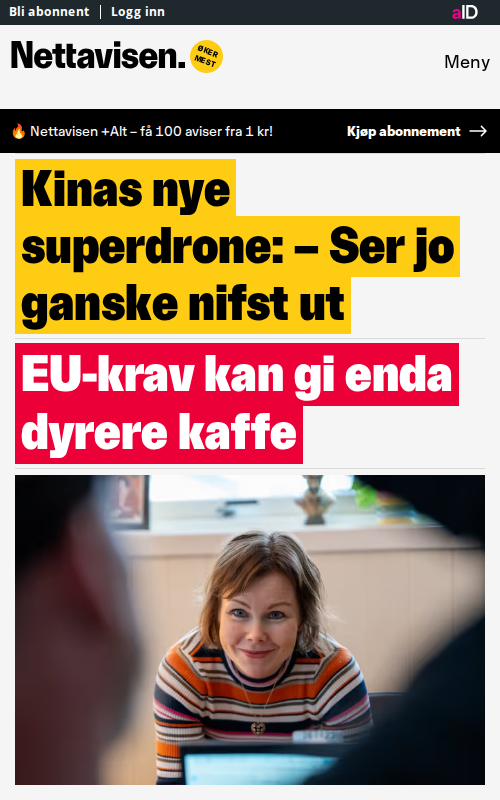 Bli abonnent
Logg inn
aID
Nettavisen.
ØKER
MEST
Meny
🔥 Nettavisen +Alt – få 100 aviser fra 1 kr!
Kjøp abonnement →
Kinas nye
superdrone: – Ser jo
ganske nifst ut
EU-krav kan gi enda
dyrere kaffe